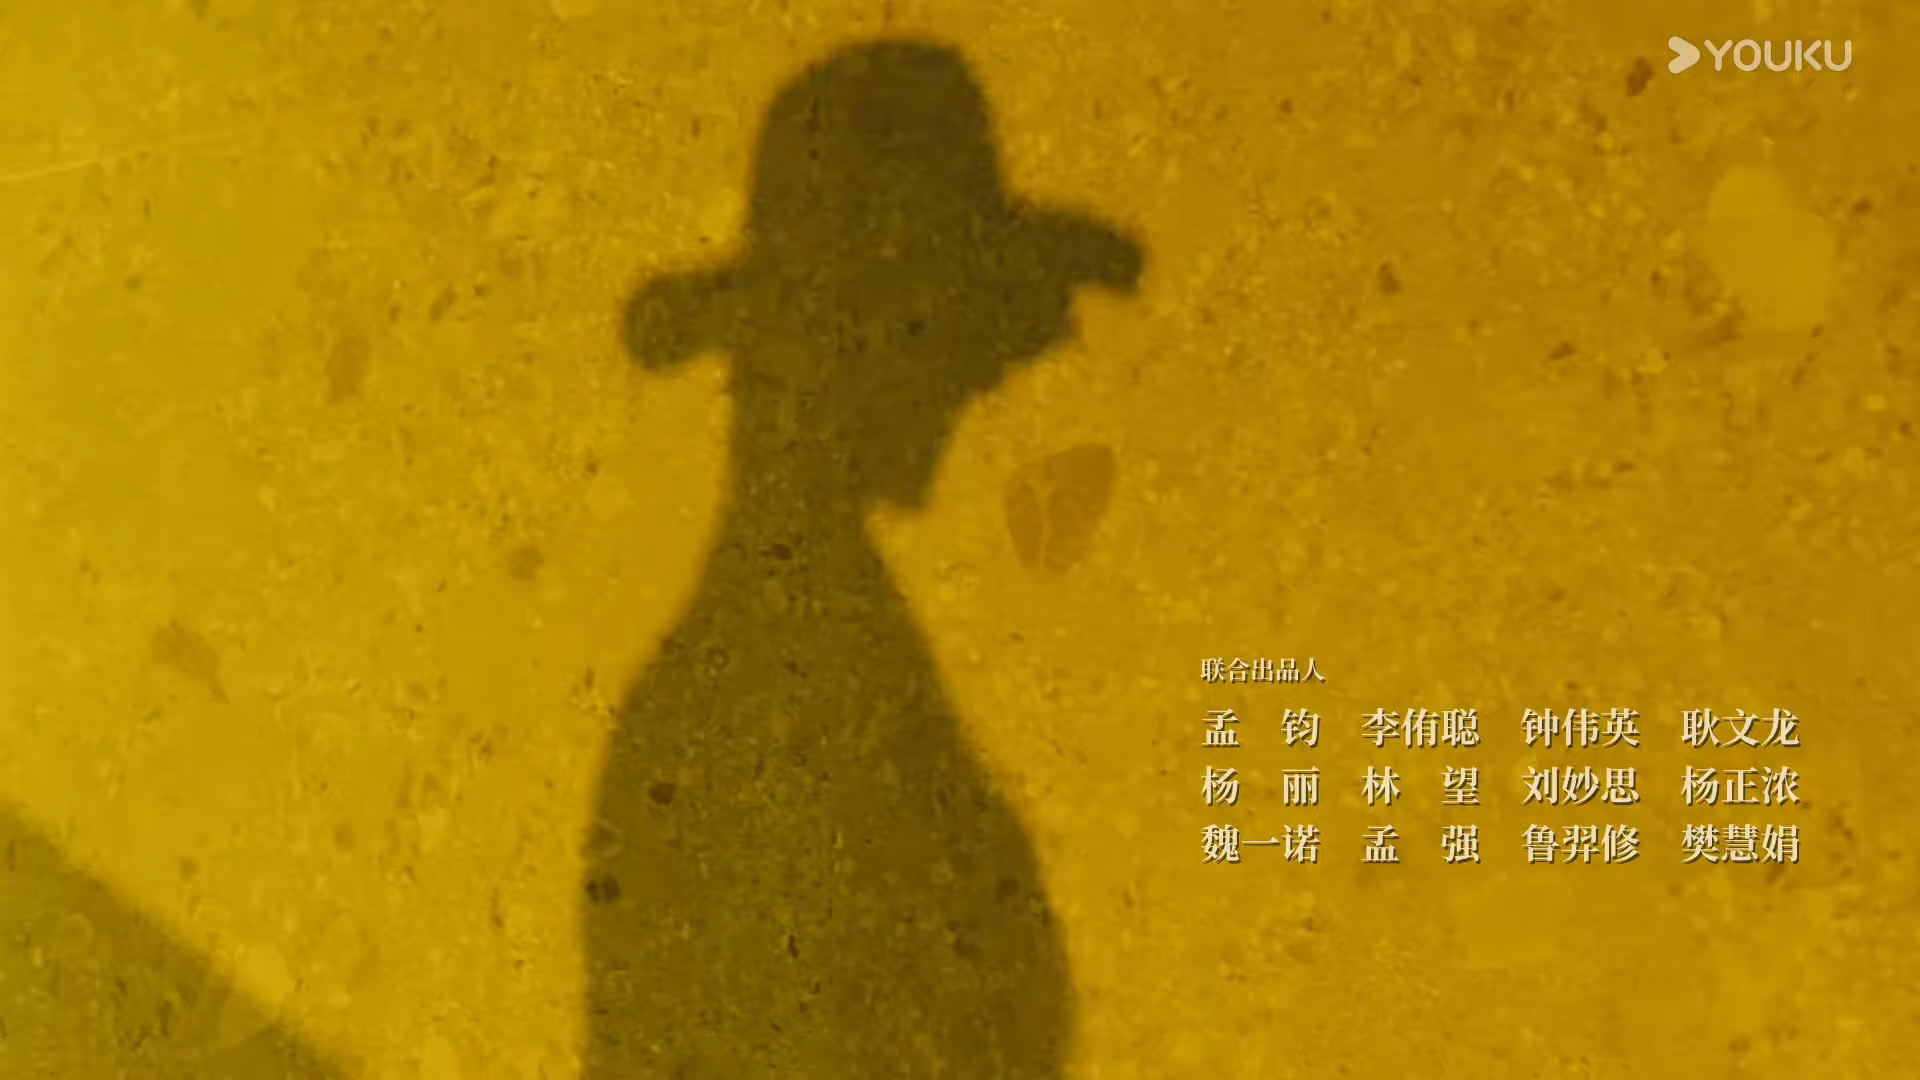 YOUKU
联合出品人
孟　钧　李侑聪　钟伟英　耿文龙
杨　丽　林　望　刘妙思　杨正浓
魏一诺　孟　强　鲁羿修　樊慧娟